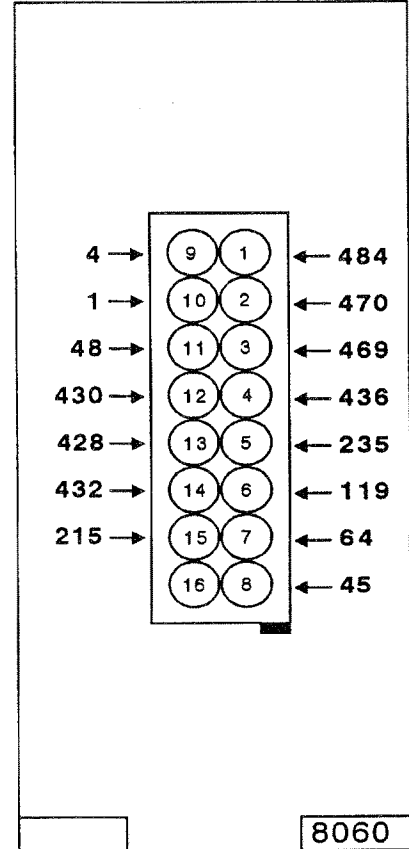 4 → 9 1 ← 484
1 → 10 2 ← 470
48 → 11 3 ← 469
430 → 12 4 ← 436
428 → 13 5 ← 235
432 → 14 6 ← 119
215 → 15 7 ← 64
16 8 ← 45
8060